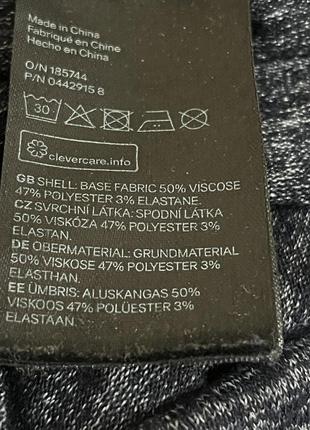 Made in China
Fabriqué en Chine
Hecho en China
O/N 185744
P/N 0442915 8
30
clevercare.info
GB SHELL: BASE FABRIC 50% VISCOSE
47% POLYESTER 3% ELASTANE.
CZ SVRCHNÍ LÁTKA: SPODNÍ LÁTKA
50% VISKÓZA 47% POLYESTER 3%
ELASTAN.
DE OBERMATERIAL: GRUNDMATERIAL
50% VISKOSE 47% POLYESTER 3%
ELASTHAN.
EE ÜMBRIS: ALUSKANGAS 50%
VISKOOS 47% POLÜESTER 3%
ELASTAAN.